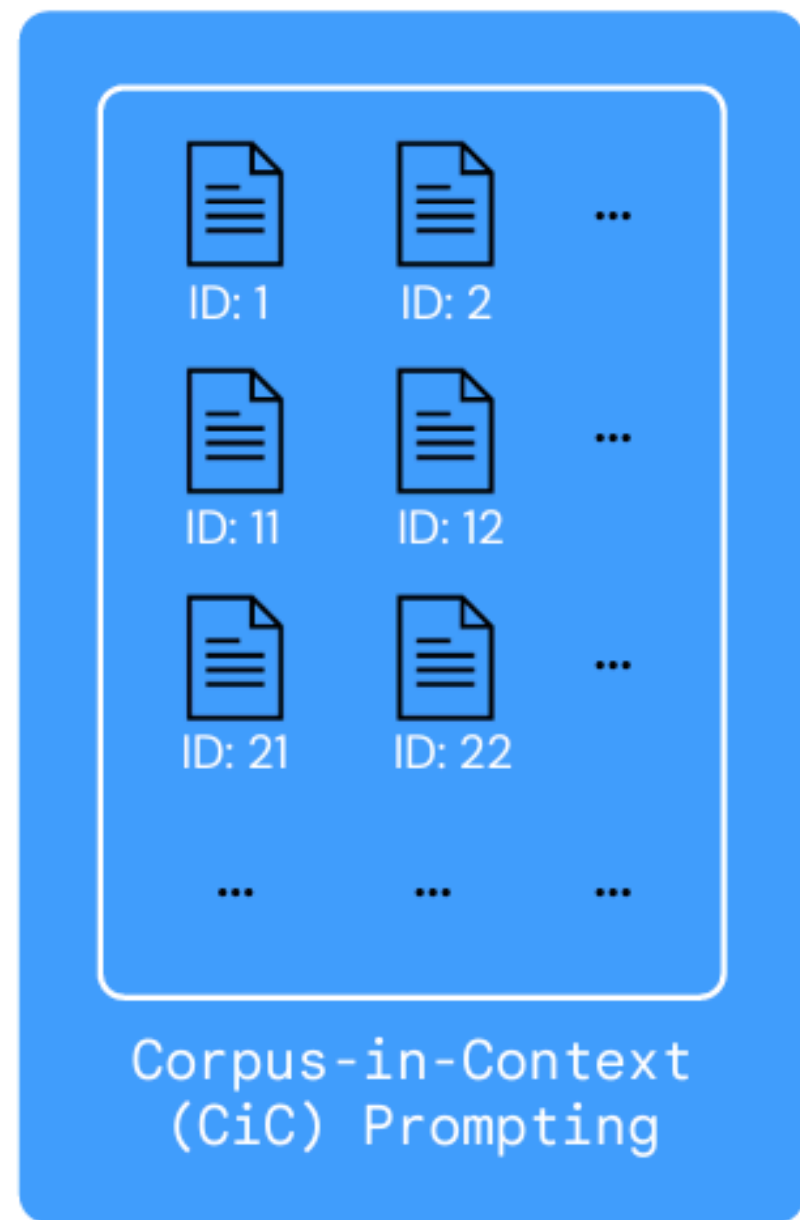 ID: 1 ID: 2 ...
ID: 11 ID: 12 ...
ID: 21 ID: 22 ...
... ... ...
Corpus-in-Context
(CiC) Prompting